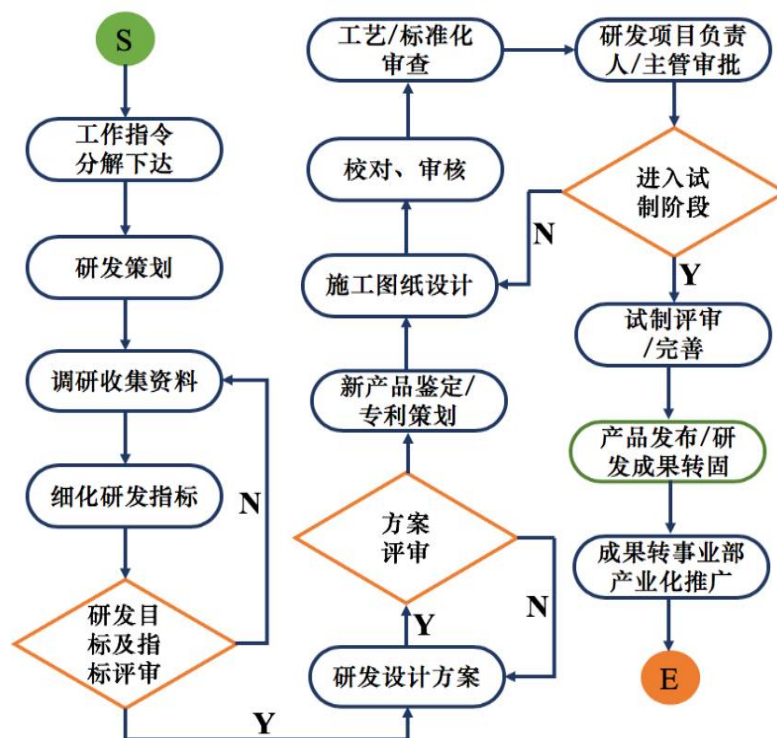 S
工作指令
分解下达
研发策划
调研收集资料
细化研发指标
N
研发目
标及指
标评审
Y
研发设计方案
Y
N
方案
评审
新产品鉴定/
专利策划
施工图纸设计
校对、审核
工艺/标准化
审查
研发项目负责
人/主管审批
进入试
制阶段
N
Y
试制评审
/完善
产品发布/研
发成果转固
成果转事业部
产业化推广
E